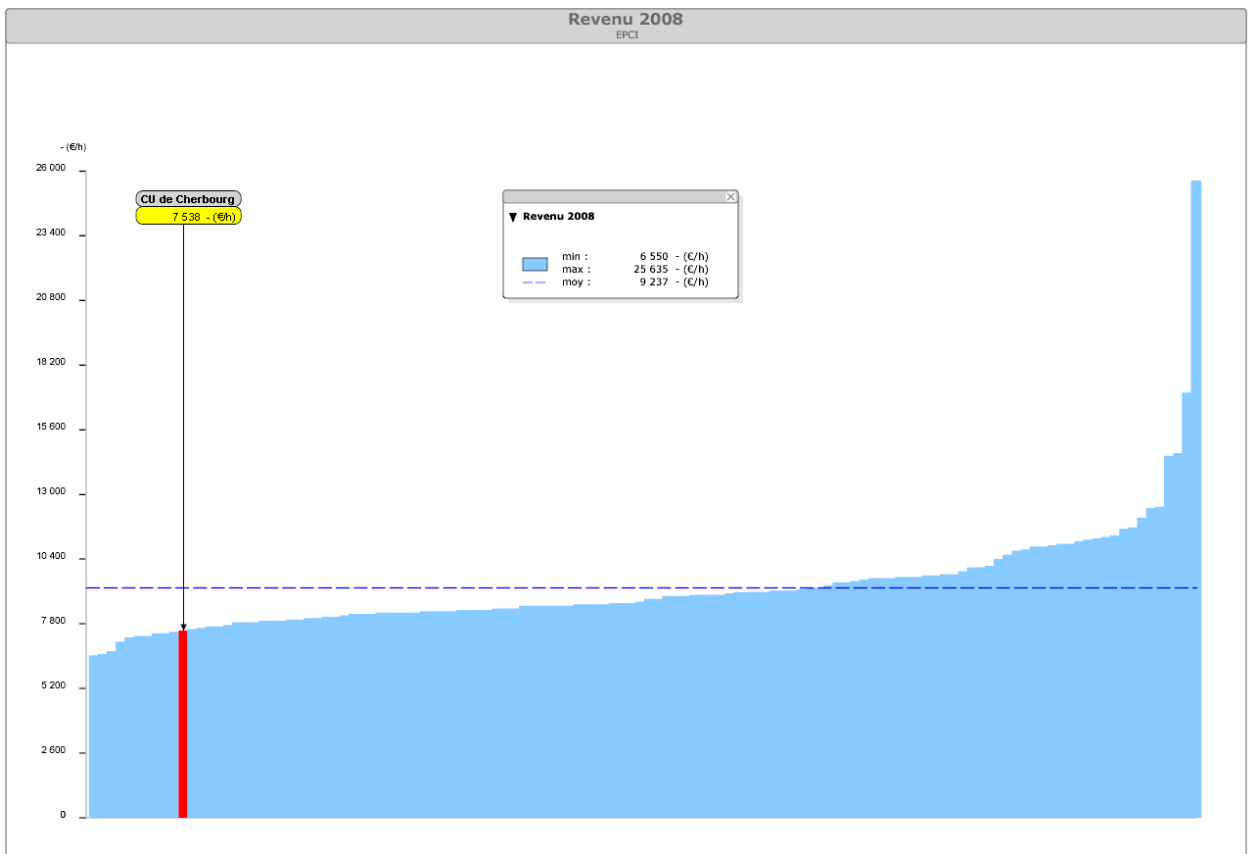 Revenu 2008
EPCI
- (€/h)
26 000
CU de Cherbourg
7 538 - (€/h)
Revenu 2008
min : 6 550 - (€/h)
max : 25 635 - (€/h)
moy : 9 237 - (€/h)
23 400
20 800
18 200
15 600
13 000
10 400
7 800
5 200
2 600
0